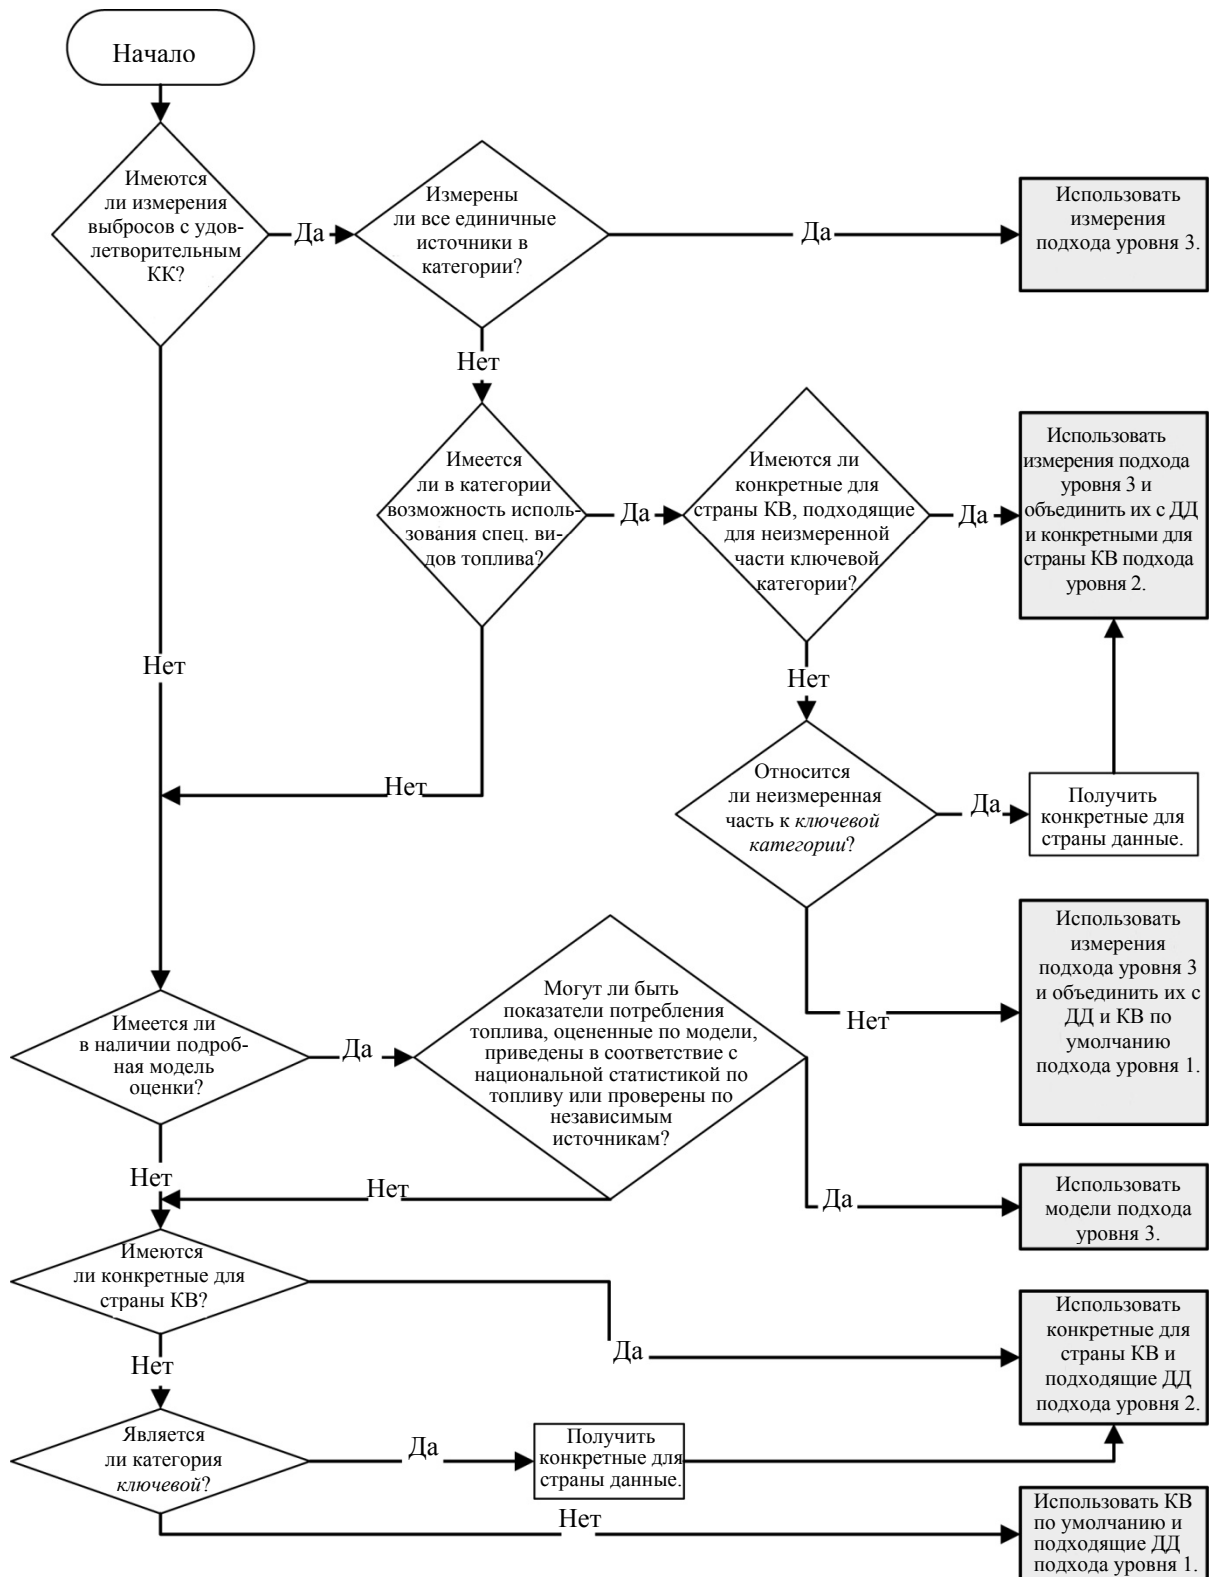 Начало
Имеются
ли измерения
выбросов с удов-
летворительным
КК?
Да
Измерены
ли все единичные
источники в
категории?
Да
Использовать
измерения
подхода уровня 3.
Нет
Имеется
ли в категории
возможность исполь-
зования спец. ви-
дов топлива?
Да
Имеются ли
конкретные для
страны КВ, подходящие
для неизмеренной
части ключевой
категории?
Да
Использовать
измерения подхода
уровня 3 и
объединить их с ДД
и конкретными для
страны КВ подхода
уровня 2.
Нет
Нет
Нет
Относится
ли неизмеренная
часть к ключевой
категории?
Да
Получить
конкретные для
страны данные.
Нет
Использовать
измерения
подхода уровня 3
и объединить их с
ДД и КВ по
умолчанию
подхода уровня 1.
Имеется ли
в наличии подроб-
ная модель
оценки?
Да
Могут ли быть
показатели потребления
топлива, оцененные по модели,
приведены в соответствие с
национальной статистикой по
топливу или проверены по
независимым
источникам?
Нет
Нет
Да
Использовать
модели подхода
уровня 3.
Имеются
ли конкретные для
страны КВ?
Да
Использовать
конкретные для
страны КВ и
подходящие ДД
подхода уровня 2.
Нет
Является
ли категория
ключевой?
Да
Получить
конкретные для
страны данные.
Нет
Использовать КВ
по умолчанию и
подходящие ДД
подхода уровня 1.